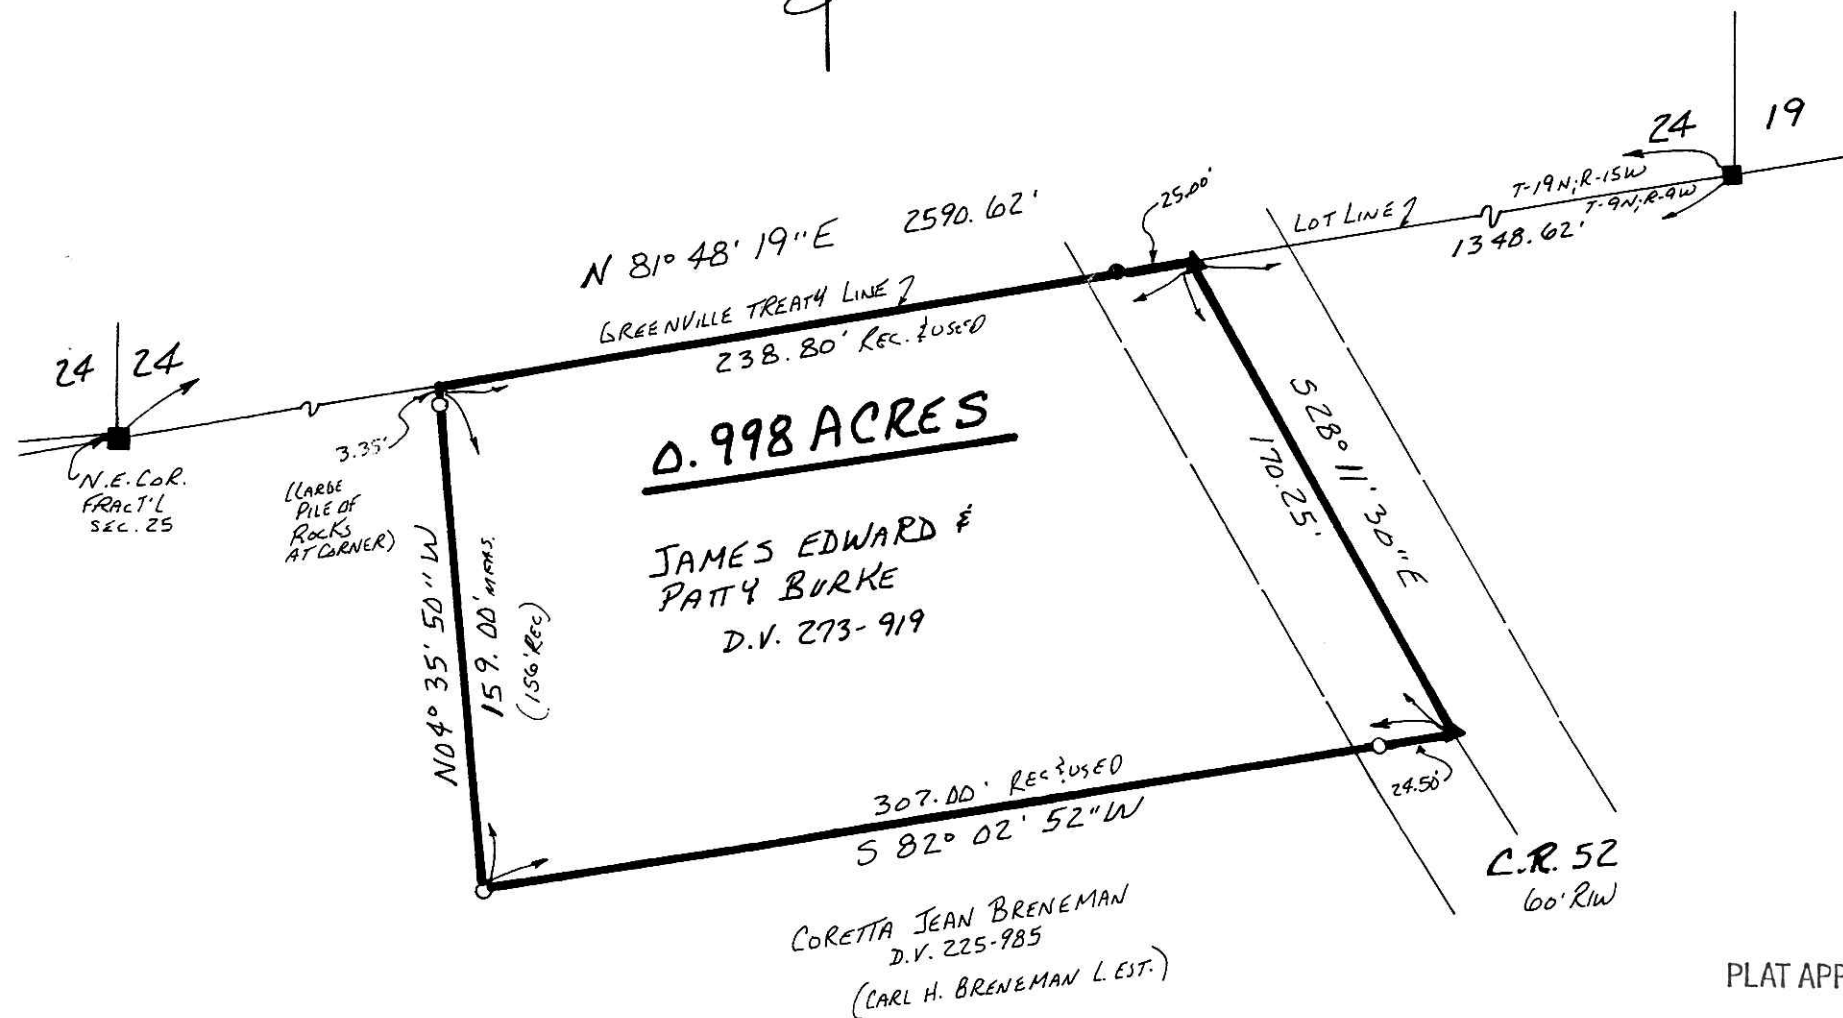 24 19
T-19N; R-15W
T-9N; R-9W
25.00'
LOT LINE
1348.62'
N 81° 48' 19" E 2590.62'
GREENVILLE TREATY LINE
238.80' REC. & USED
24 24
3.35'
N.E. COR.
FRACT'L
SEC. 25
(LARGE
PILE OF
ROCKS
AT CORNER)
0.998 ACRES
S 28° 11' 30" E
170.25'
JAMES EDWARD &
PATTY BURKE
D.V. 273-919
N04° 35' 50" W
159.00' MEAS.
(156' REC)
307.00' REC & USED
S 82° 02' 52" W
24.50'
C.R. 52
60' R/W
CORETTA JEAN BRENEMAN
D.V. 225-985
(CARL H. BRENEMAN L. EST.)
PLAT APP